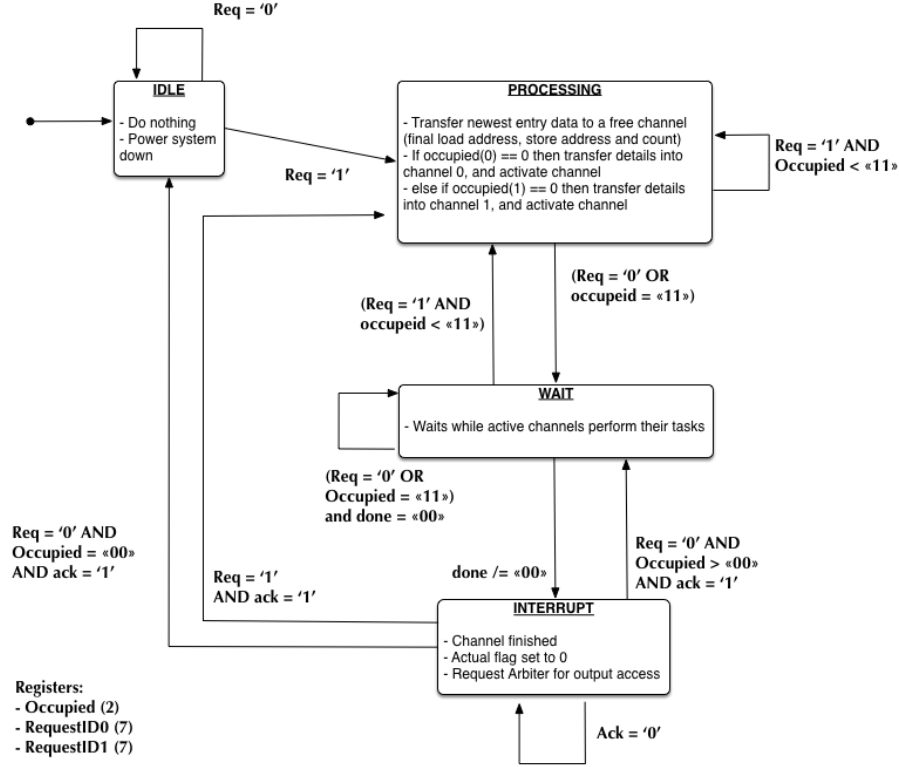 Req = ‘0’
IDLE
- Do nothing
- Power system
down
Req = ‘1’
PROCESSING
- Transfer newest entry data to a free channel
(final load address, store address and count)
- If occupied(0) == 0 then transfer details into
channel 0, and activate channel
- else if occupied(1) == 0 then transfer details
into channel 1, and activate channel
Req = ‘1’ AND
Occupied < «11»
(Req = ‘1’ AND
occupeid < «11»)
(Req = ‘0’ OR
occupeid = «11»)
WAIT
- Waits while active channels perform their tasks
(Req = ‘0’ OR
Occupied = «11»)
and done = «00»
Req = ‘0’ AND
Occupied = «00»
AND ack = ‘1’
Req = ‘1’
AND ack = ‘1’
done /= «00»
Req = ‘0’ AND
Occupied > «00»
AND ack = ‘1’
INTERRUPT
- Channel finished
- Actual flag set to 0
- Request Arbiter for output access
Ack = ‘0’
Registers:
- Occupied (2)
- RequestID0 (7)
- RequestID1 (7)